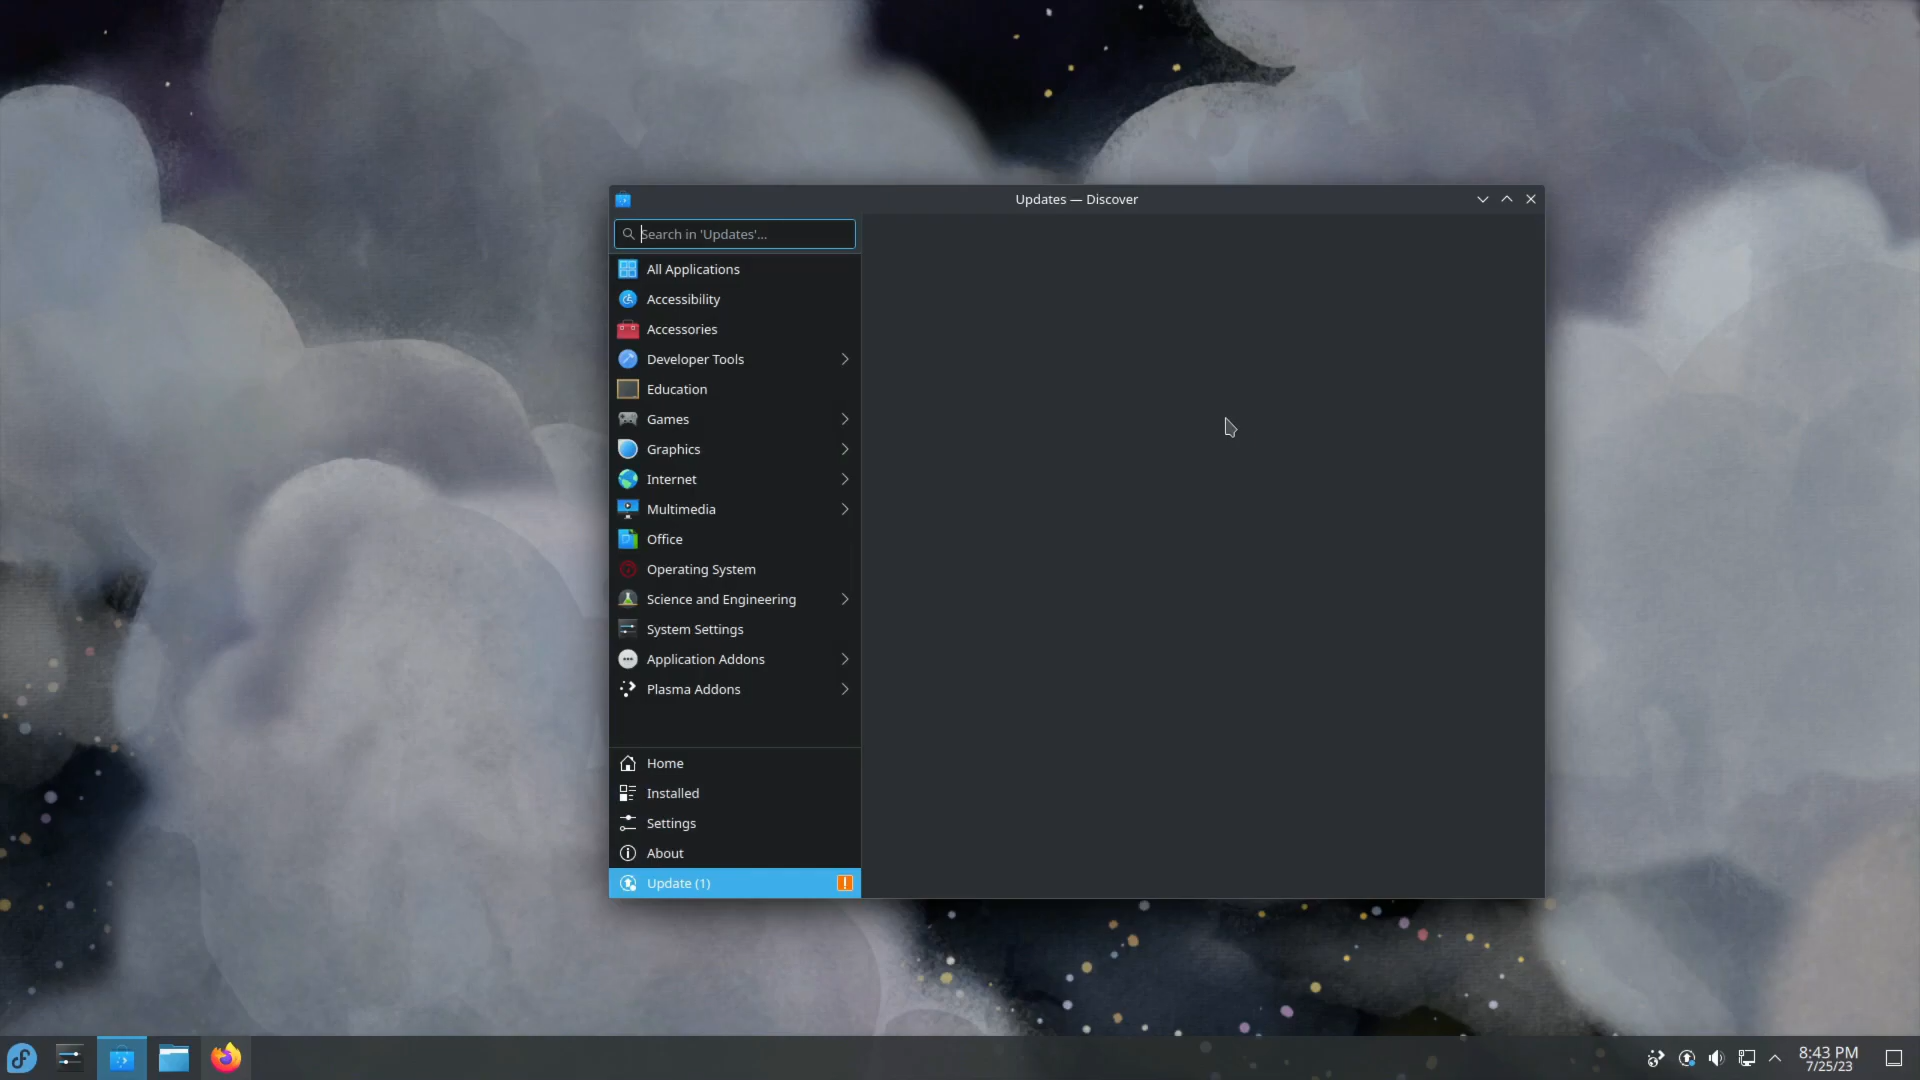 Updates — Discover
Search in 'Updates'...
All Applications
Accessibility
Accessories
Developer Tools
Education
Games
Graphics
Internet
Multimedia
Office
Operating System
Science and Engineering
System Settings
Application Addons
Plasma Addons
Home
Installed
Settings
About
Update (1)
8:43 PM
7/25/23